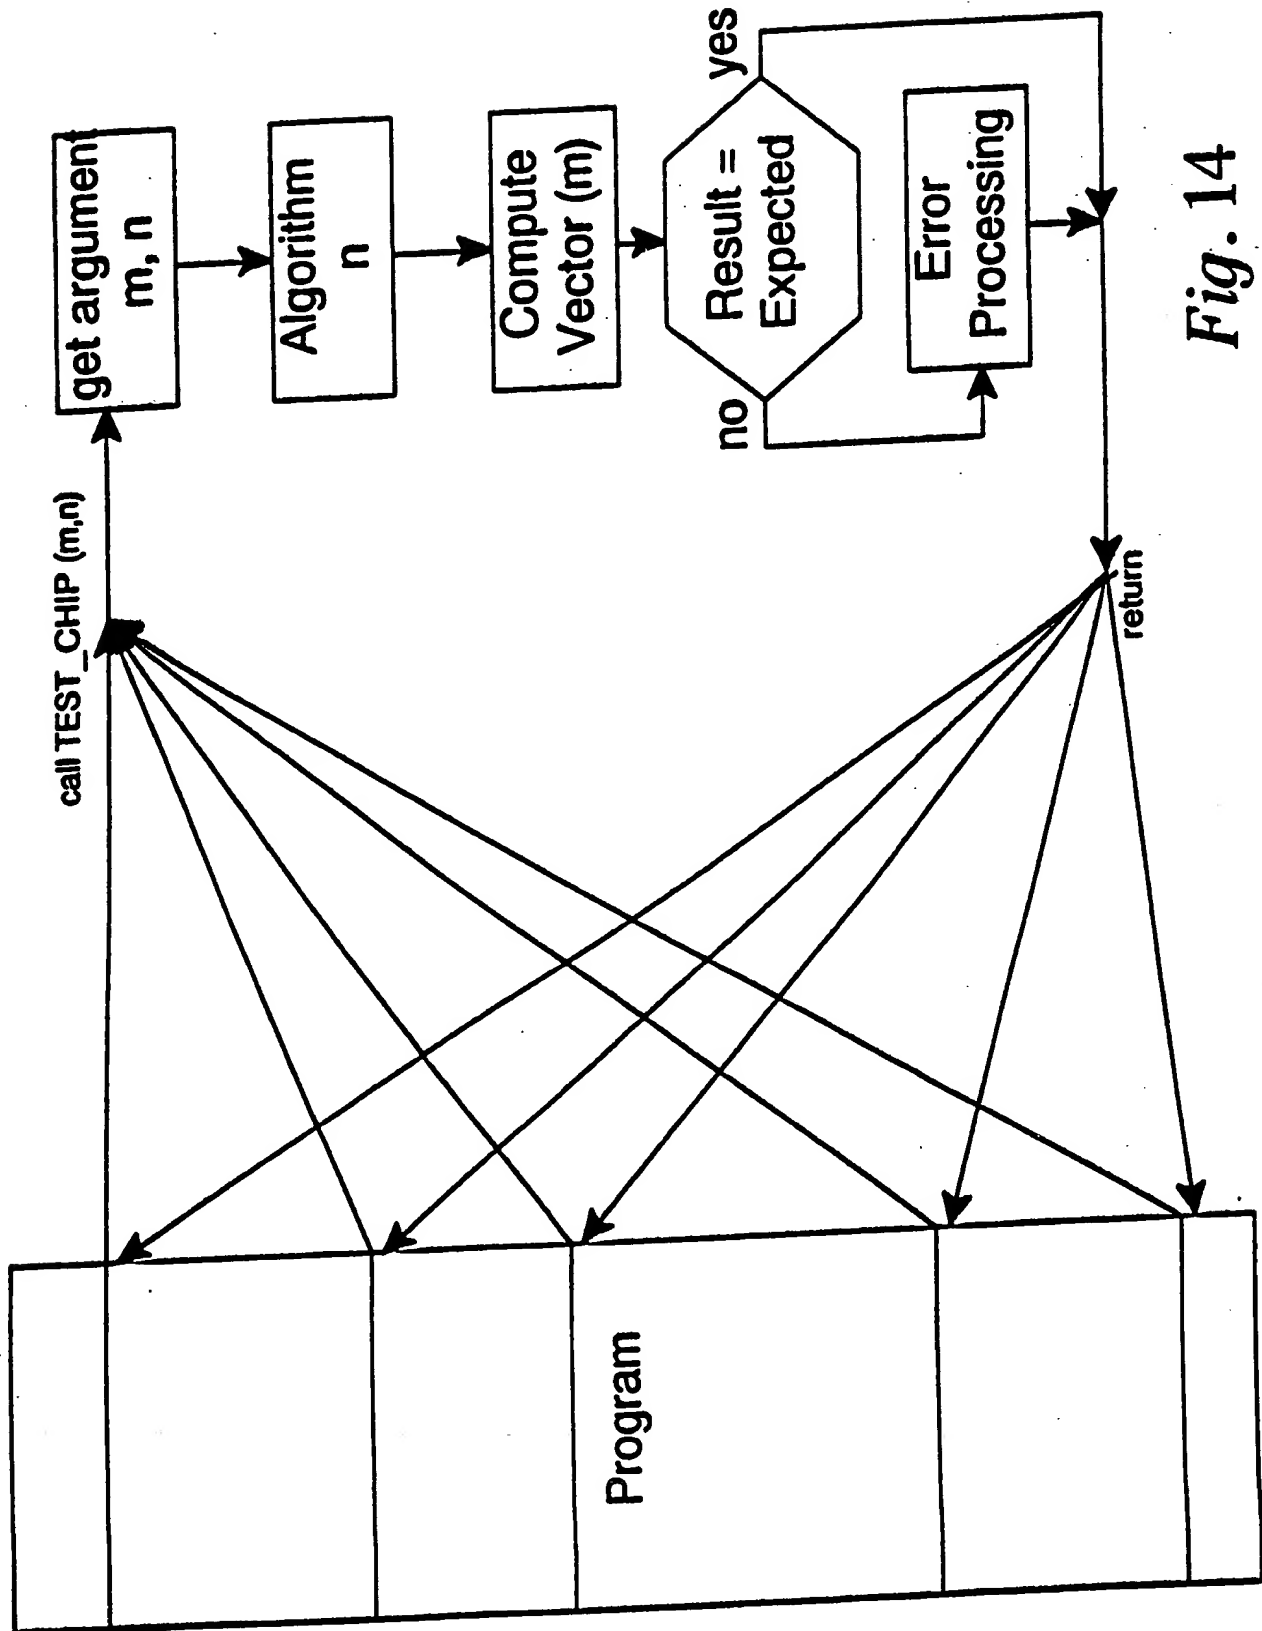 call TEST_CHIP (m,n)
get argument
m, n
Algorithm
n
Compute
Vector (m)
Result =
Expected
yes
no
Error
Processing
return
Program
Fig. 14